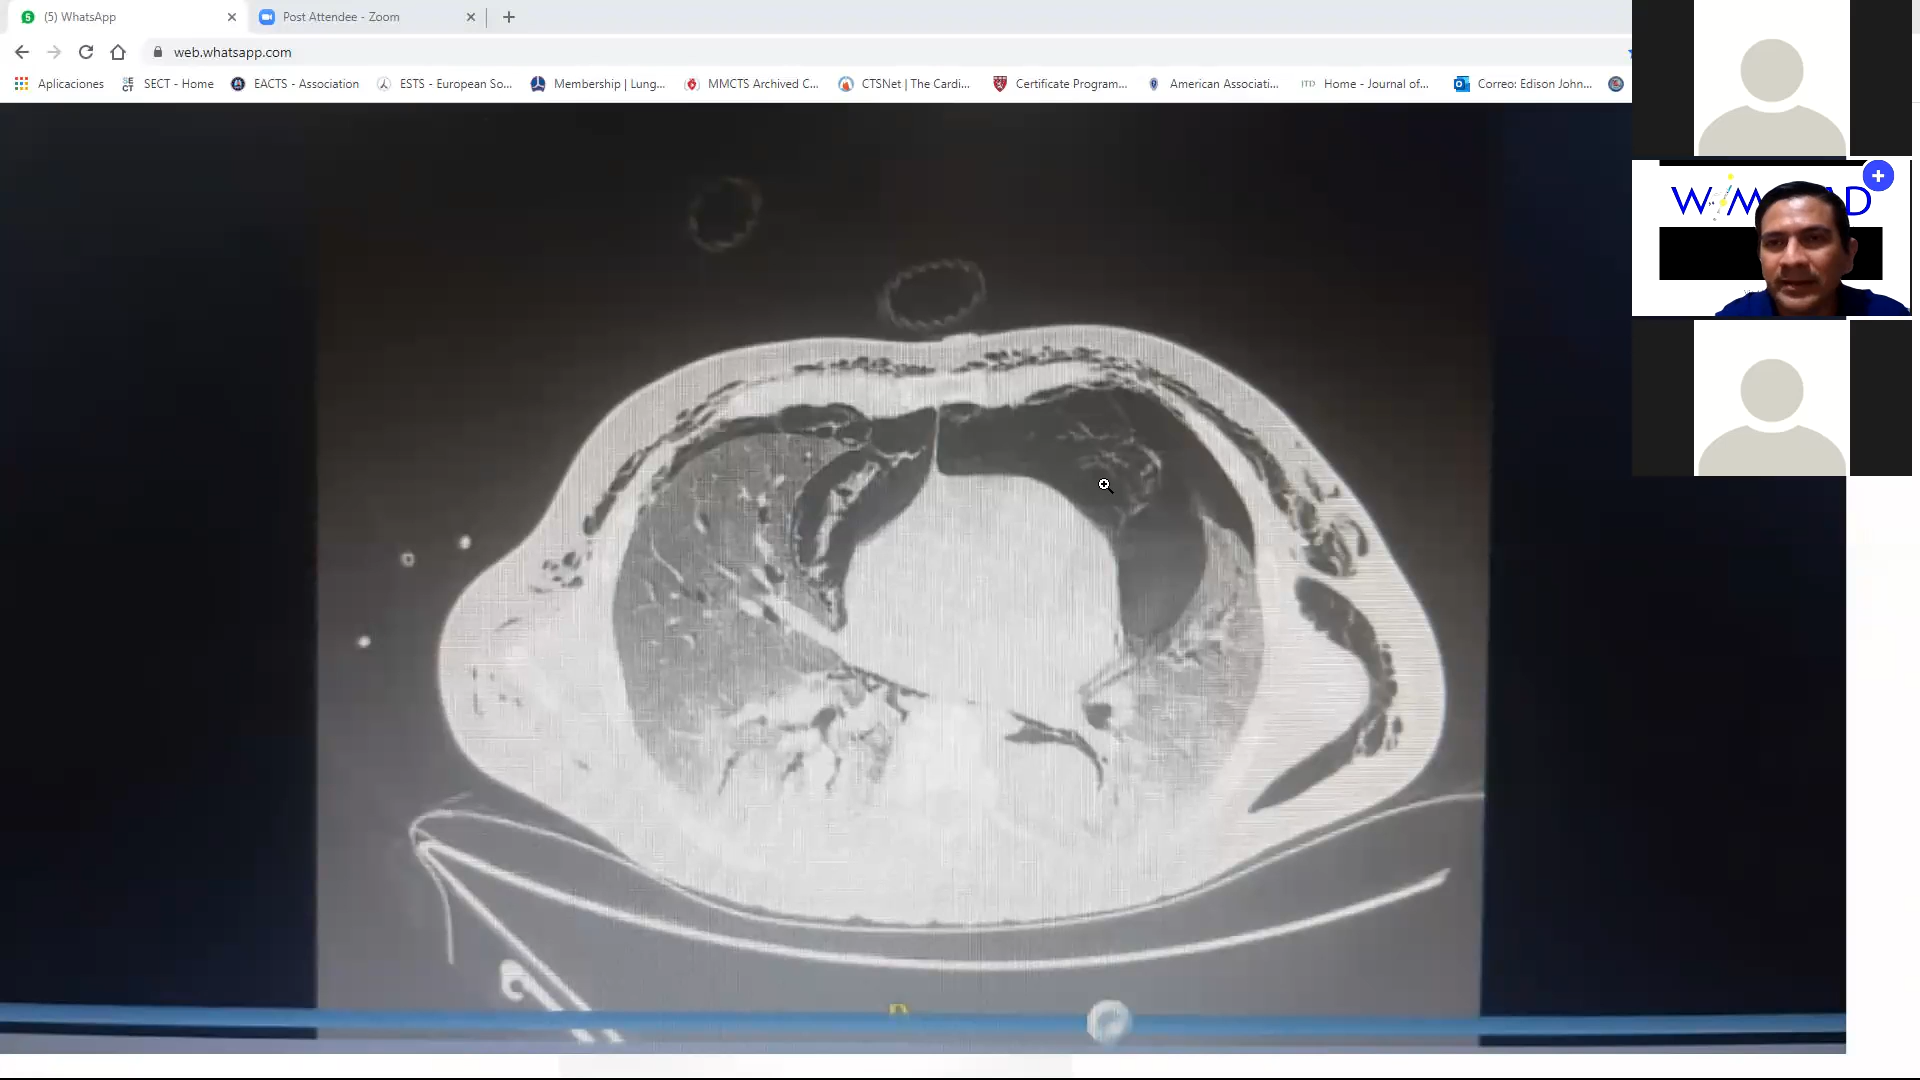 (5) WhatsApp
Post Attendee - Zoom
web.whatsapp.com
Aplicaciones
SECT - Home
EACTS - Association
ESTS - European So...
Membership | Lung...
MMCTS Archived C...
CTSNet | The Cardi...
Certificate Program...
American Associati...
Home - Journal of...
Correo: Edison John...